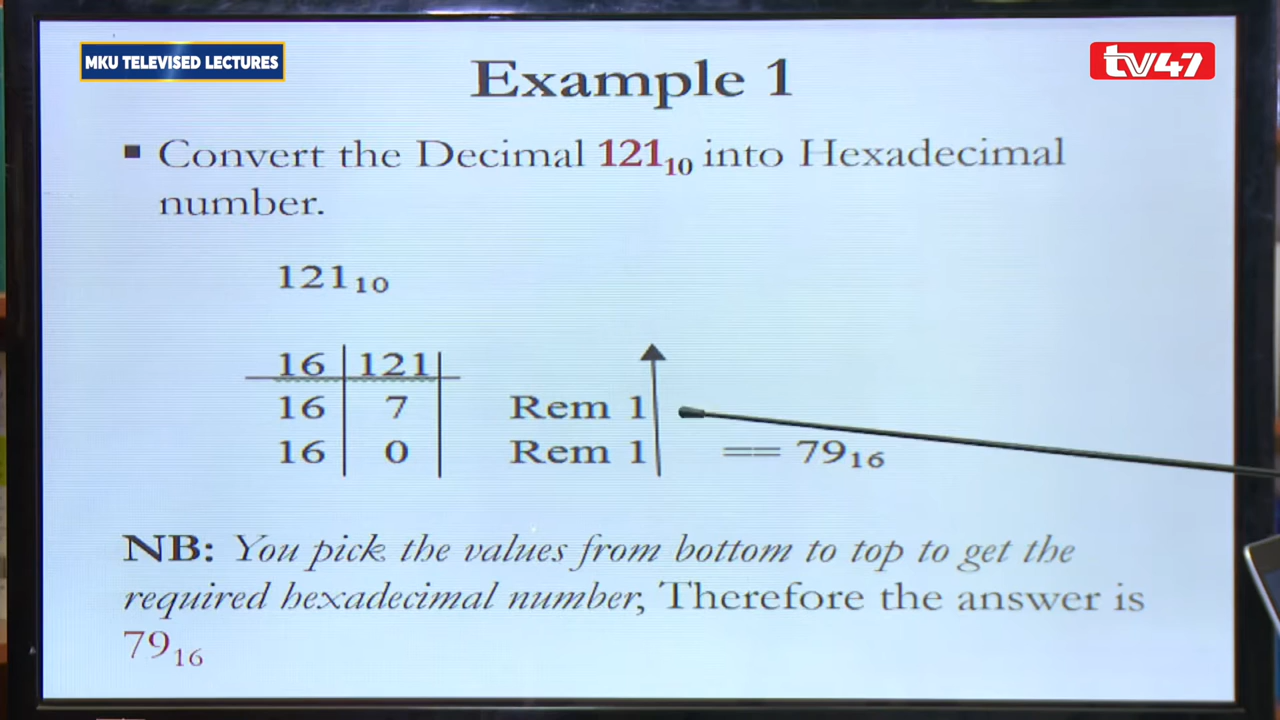 MKU TELEVISED LECTURES
tv47
Example 1
▪ Convert the Decimal 121₁₀ into Hexadecimal
number.
121₁₀
16 121
16 7 Rem 1
16 0 Rem 1 == 79₁₆
NB: You pick the values from bottom to top to get the
required hexadecimal number, Therefore the answer is
79₁₆